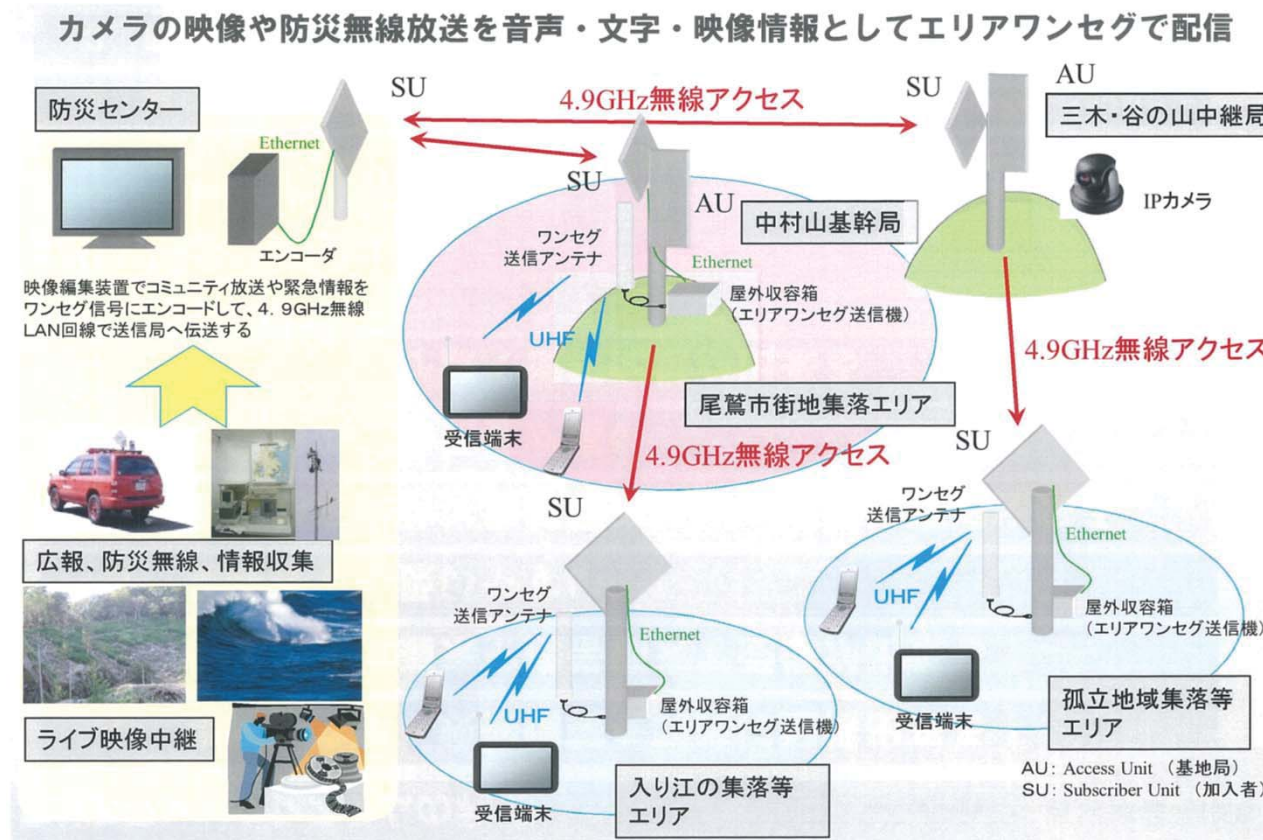 カメラの映像や防災無線放送を音声・文字・映像情報としてエリアワンセグで配信
防災センター
SU
Ethernet
エンコーダ
映像編集装置でコミュニティ放送や緊急情報を
ワンセグ信号にエンコードして、4. 9GHz無線
LAN回線で送信局へ伝送する
広報、防災無線、情報収集
ライブ映像中継
4.9GHz無線アクセス
SU
AU
三木・谷の山中継局
IPカメラ
SU
AU
中村山基幹局
ワンセグ
送信アンテナ
Ethernet
屋外収容箱
(エリアワンセグ送信機)
UHF
受信端末
尾鷲市街地集落エリア
4.9GHz無線アクセス
4.9GHz無線アクセス
SU
ワンセグ
送信アンテナ
Ethernet
UHF
屋外収容箱
(エリアワンセグ送信機)
受信端末
入り江の集落等
エリア
SU
ワンセグ
送信アンテナ
Ethernet
UHF
屋外収容箱
(エリアワンセグ送信機)
受信端末
孤立地域集落等
エリア
AU: Access Unit (基地局)
SU: Subscriber Unit (加入者)